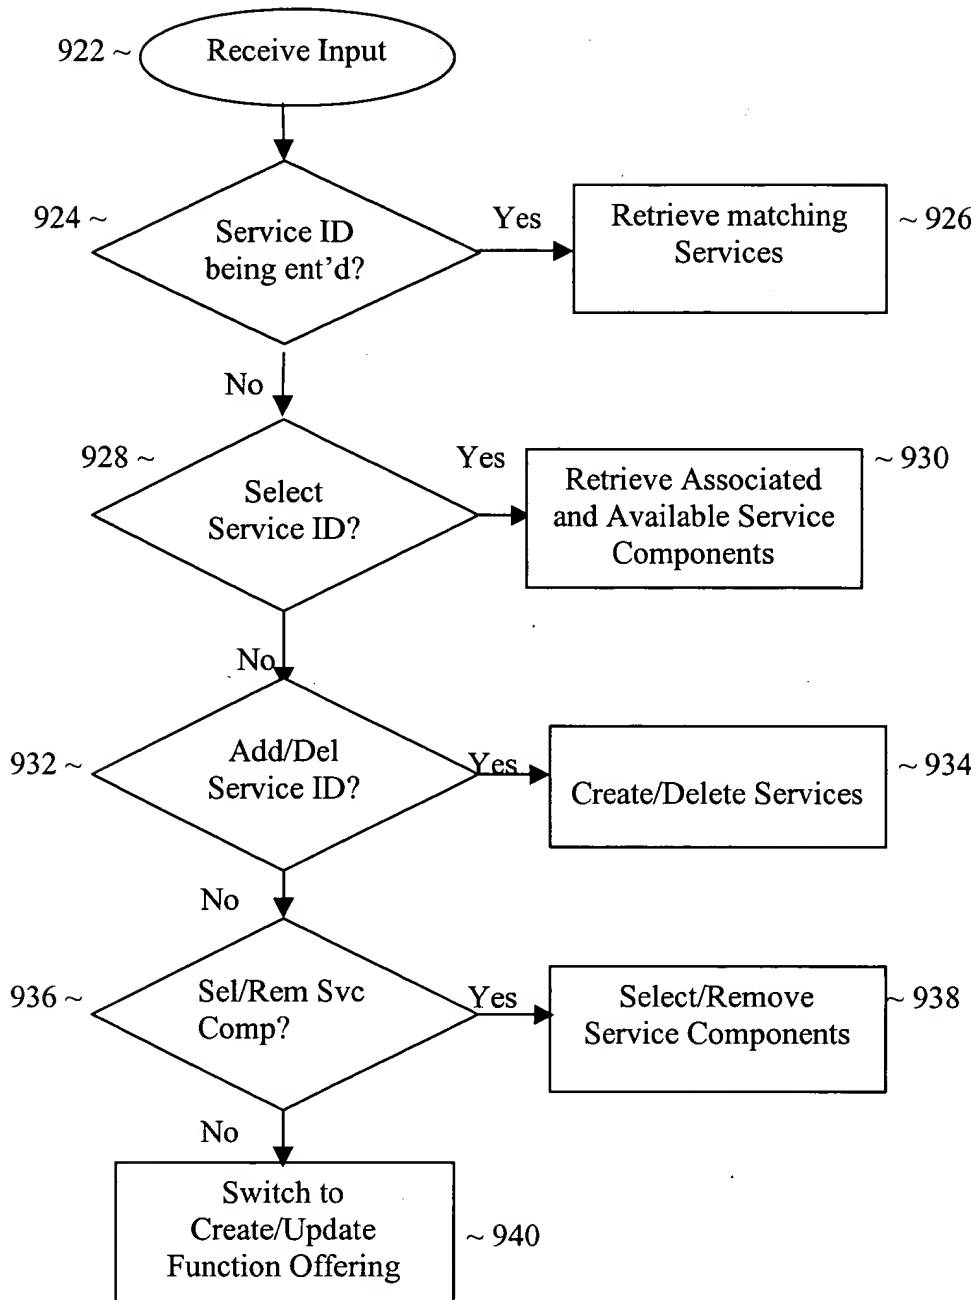 922 ~
Receive Input
924 ~
Service ID
being ent'd?
Yes
Retrieve matching
Services
~ 926
No
928 ~
Select
Service ID?
Yes
Retrieve Associated
and Available Service
Components
~ 930
No
932 ~
Add/Del
Service ID?
Yes
Create/Delete Services
~ 934
No
936 ~
Sel/Rem Svc
Comp?
Yes
Select/Remove
Service Components
~ 938
No
Switch to
Create/Update
Function Offering
~ 940